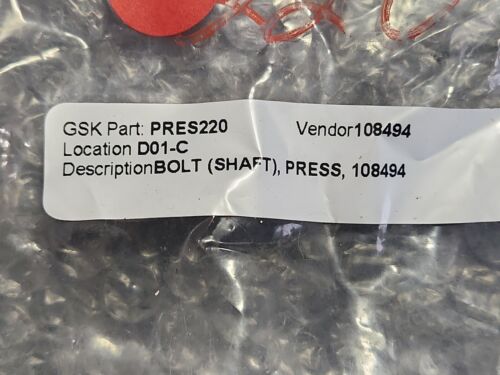 GSK Part: PRES220 Vendor108494
Location D01-C
DescriptionBOLT (SHAFT), PRESS, 108494